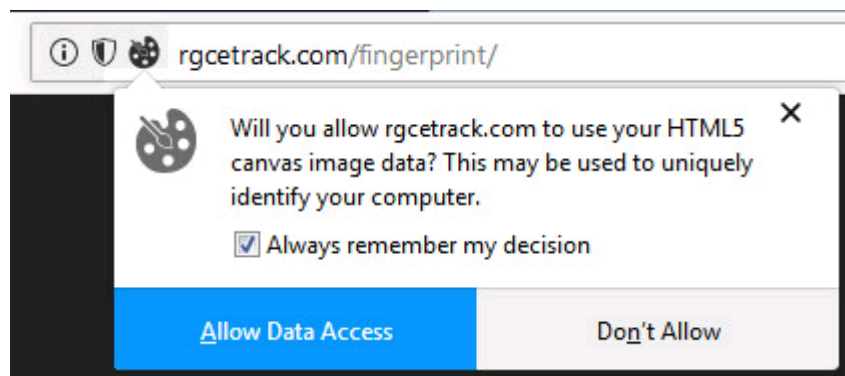 rgcetrack.com/fingerprint/
Will you allow rgcetrack.com to use your HTML5
canvas image data? This may be used to uniquely
identify your computer.
Always remember my decision
Allow Data Access
Don't Allow